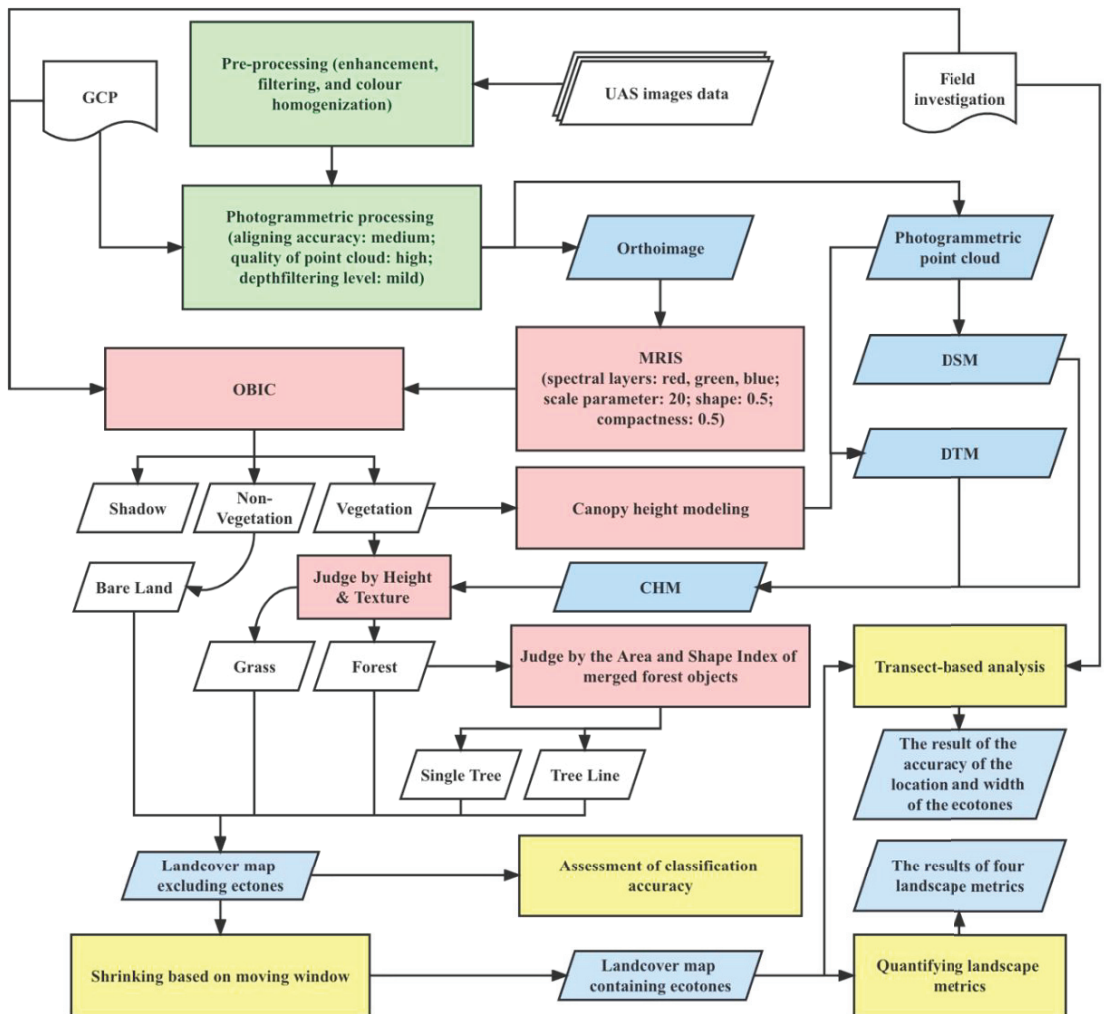 Pre-processing (enhancement,
filtering, and colour
homogenization)
GCP
UAS images data
Field
investigation
Photogrammetric processing
(aligning accuracy: medium;
quality of point cloud: high;
depthfiltering level: mild)
Orthoimage
Photogrammetric
point cloud
OBIC
MRIS
(spectral layers: red, green, blue;
scale parameter: 20; shape: 0.5;
compactness: 0.5)
DSM
DTM
Shadow
Non-
Vegetation
Vegetation
Canopy height modeling
Bare Land
Judge by Height
& Texture
CHM
Grass
Forest
Judge by the Area and Shape Index of
merged forest objects
Transect-based analysis
Single Tree
Tree Line
The result of the
accuracy of the
location and width
of the ecotones
Landcover map
excluding ectones
Assessment of classification
accuracy
The results of four
landscape metrics
Shrinking based on moving window
Landcover map
containing ecotones
Quantifying landscape
metrics